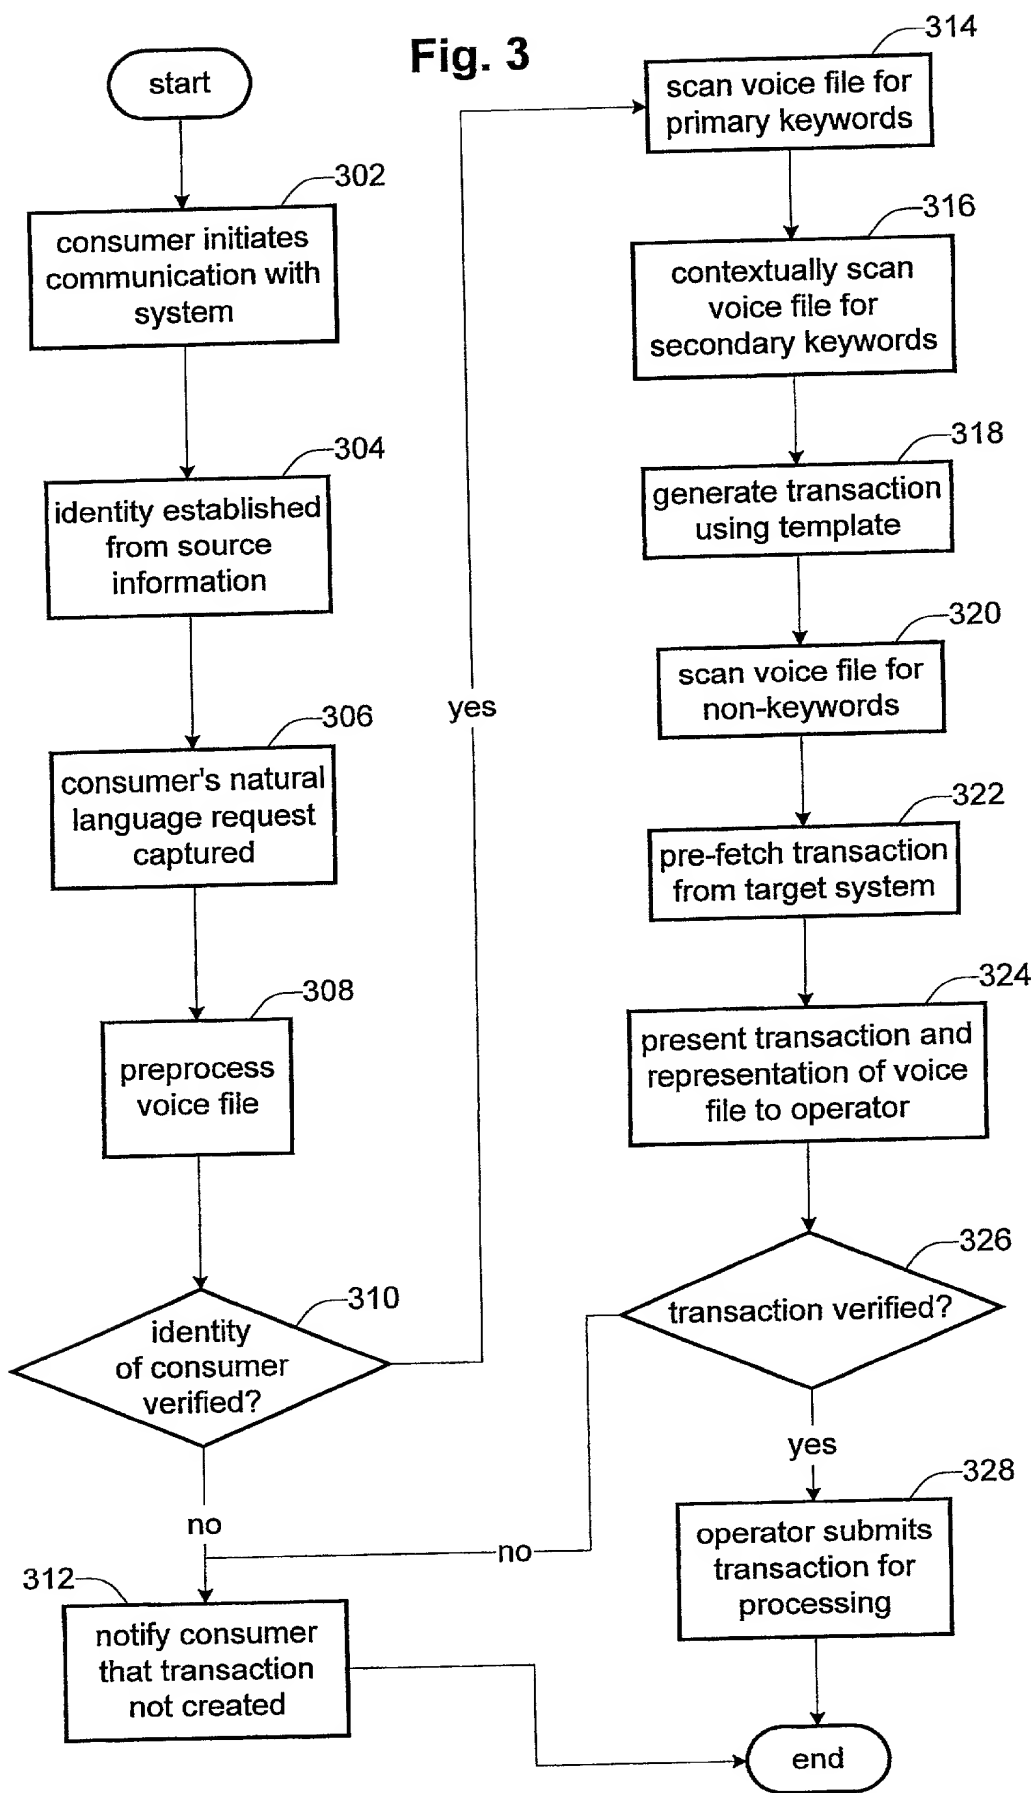 Fig. 3
start
302
consumer initiates
communication with
system
304
identity established
from source
information
306
consumer's natural
language request
captured
308
preprocess
voice file
310
identity
of consumer
verified?
yes
no
312
notify consumer
that transaction
not created
314
scan voice file for
primary keywords
316
contextually scan
voice file for
secondary keywords
318
generate transaction
using template
320
scan voice file for
non-keywords
322
pre-fetch transaction
from target system
324
present transaction and
representation of voice
file to operator
326
transaction verified?
no
yes
328
operator submits
transaction for
processing
end